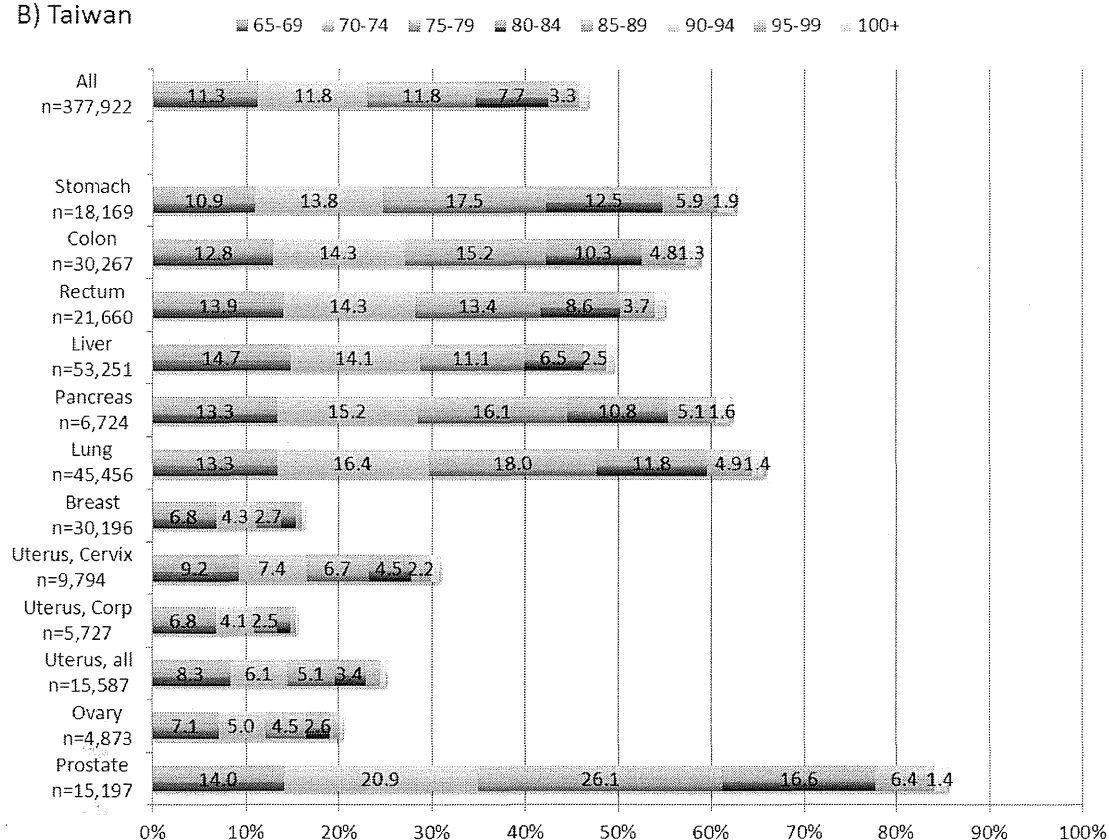 B) Taiwan
65-69 70-74 75-79 80-84 85-89 90-94 95-99 100+
All
n=377,922
11.3 11.8 11.8 7.7 3.3
Stomach
n=18,169
10.9 13.8 17.5 12.5 5.9 1.9
Colon
n=30,267
12.8 14.3 15.2 10.3 4.8 1.3
Rectum
n=21,660
13.9 14.3 13.4 8.6 3.7
Liver
n=53,251
14.7 14.1 11.1 6.5 2.5
Pancreas
n=6,724
13.3 15.2 16.1 10.8 5.1 1.6
Lung
n=45,456
13.3 16.4 18.0 11.8 4.9 1.4
Breast
n=30,196
6.8 4.3 2.7
Uterus, Cervix
n=9,794
9.2 7.4 6.7 4.5 2.2
Uterus, Corp
n=5,727
6.8 4.1 2.5
Uterus, all
n=15,587
8.3 6.1 5.1 3.4
Ovary
n=4,873
7.1 5.0 4.5 2.6
Prostate
n=15,197
14.0 20.9 26.1 16.6 6.4 1.4
0% 10% 20% 30% 40% 50% 60% 70% 80% 90% 100%